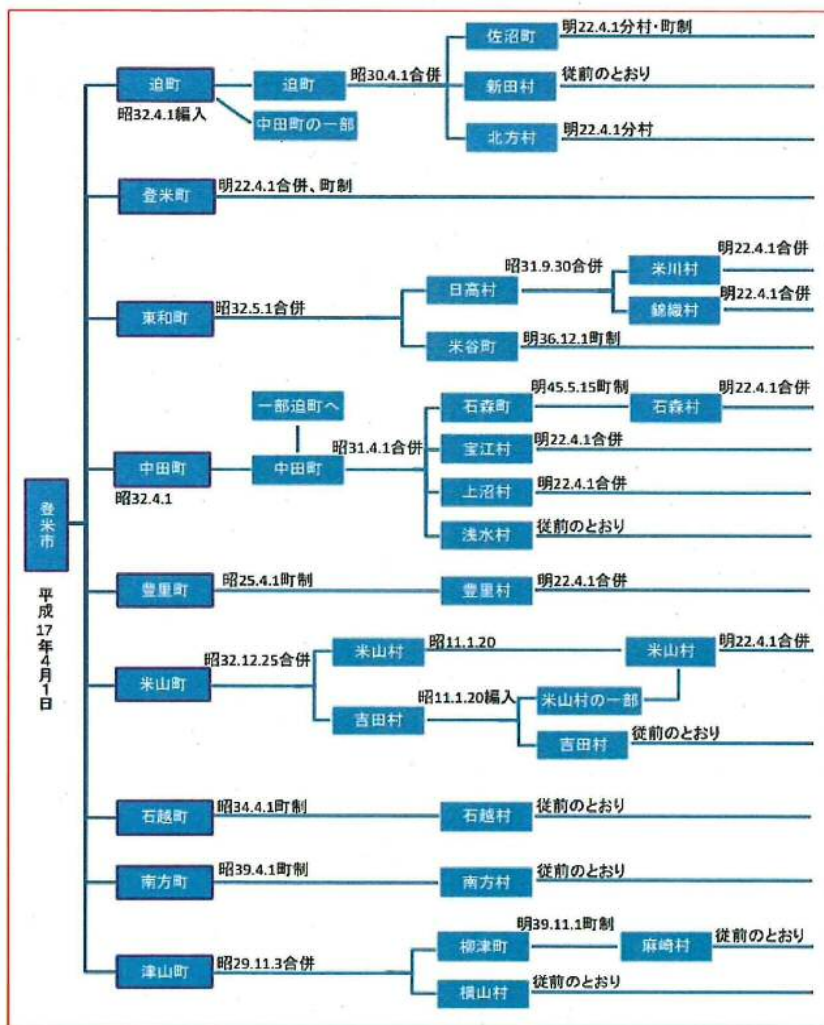 佐沼町
明22.4.1分村・町制
迫町
迫町
昭30.4.1合併
新田村
従前のとおり
昭32.4.1編入
中田町の一部
北方村
明22.4.1分村
登米町
明22.4.1合併、町制
東和町
昭32.5.1合併
日高村
昭31.9.30合併
米川村
明22.4.1合併
錦織村
明22.4.1合併
米谷町
明36.12.1町制
一部迫町へ
中田町
昭32.4.1
中田町
昭31.4.1合併
石森町
明45.5.15町制
石森村
明22.4.1合併
宝江村
明22.4.1合併
上沼村
明22.4.1合併
浅水村
従前のとおり
登米市
平成17年4月1日
豊里町
昭25.4.1町制
豊里村
明22.4.1合併
米山町
昭32.12.25合併
米山村
昭11.1.20
米山村
明22.4.1合併
吉田村
昭11.1.20編入
米山村の一部
吉田村
従前のとおり
石越町
昭34.4.1町制
石越村
従前のとおり
南方町
昭39.4.1町制
南方村
従前のとおり
津山町
昭29.11.3合併
柳津町
明39.11.1町制
麻崎村
従前のとおり
横山村
従前のとおり